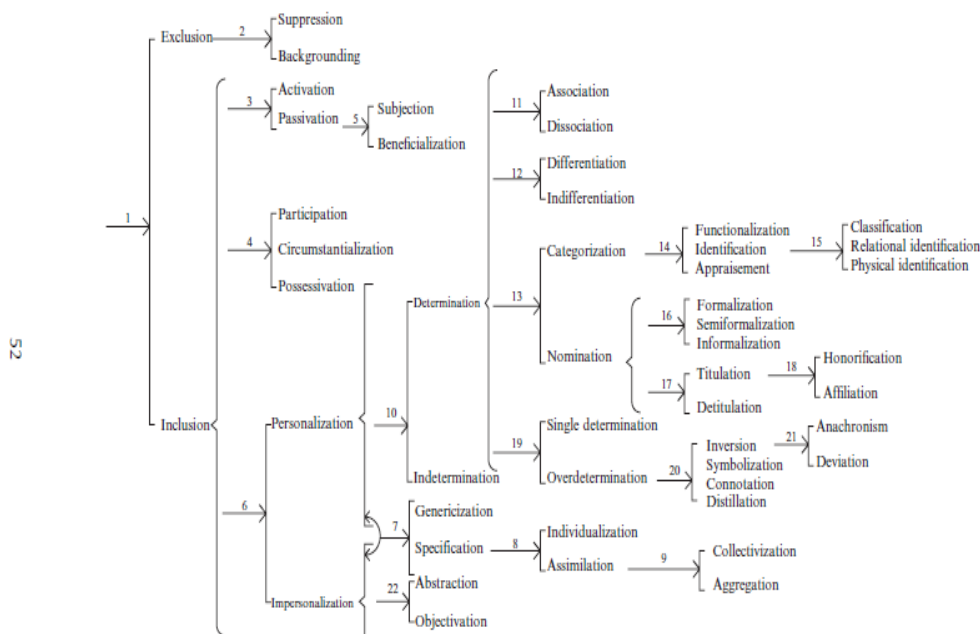 Exclusion
2
Suppression
Backgrounding
3
Activation
Passivation
5
Subjection
Beneficialization
11
Association
Dissociation
12
Differentiation
Indifferentiation
1
4
Participation
Circumstantialization
Possessivation
Determination
13
Categorization
14
Functionalization
Identification
Appraisement
15
Classification
Relational identification
Physical identification
Nomination
16
Formalization
Semiformalization
Informalization
17
Titulation
Detitulation
18
Honorification
Affiliation
52
Inclusion
Personalization
10
Indetermination
19
Single determination
Overdetermination
20
Inversion
Symbolization
Connotation
Distillation
21
Anachronism
Deviation
6
7
Genericization
Specification
8
Individualization
Assimilation
9
Collectivization
Aggregation
Impersonalization
22
Abstraction
Objectivation